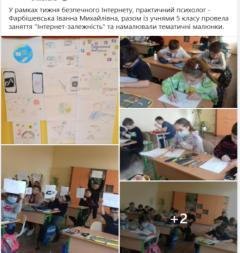 У рамках тижня безпечного Інтернету, практичний психолог -
Фарбішевська Іванна Михайлівна, разом із учнями 5 класу провела
заняття "Інтернет-залежність" та намалювали тематичні малюнки.
+2